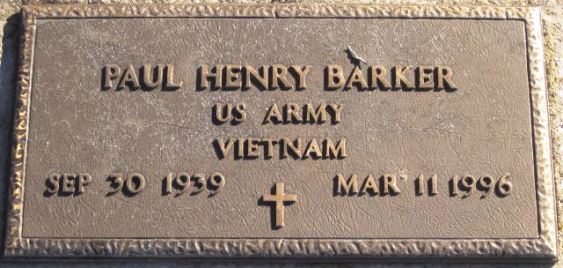 PAUL HENRY BARKER
US ARMY
VIETNAM
SEP 30 1939 MAR 11 1996